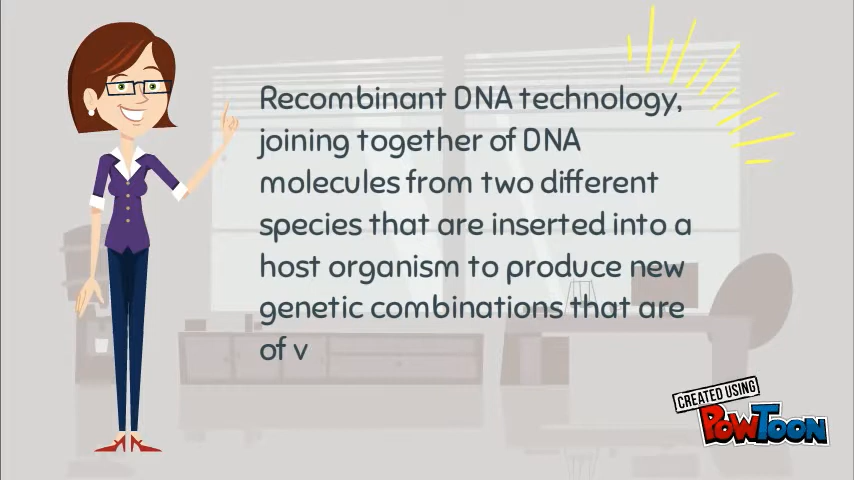 Recombinant DNA technology,
joining together of DNA
molecules from two different
species that are inserted into a
host organism to produce new
genetic combinations that are
of v
CREATED USING
POWTOON